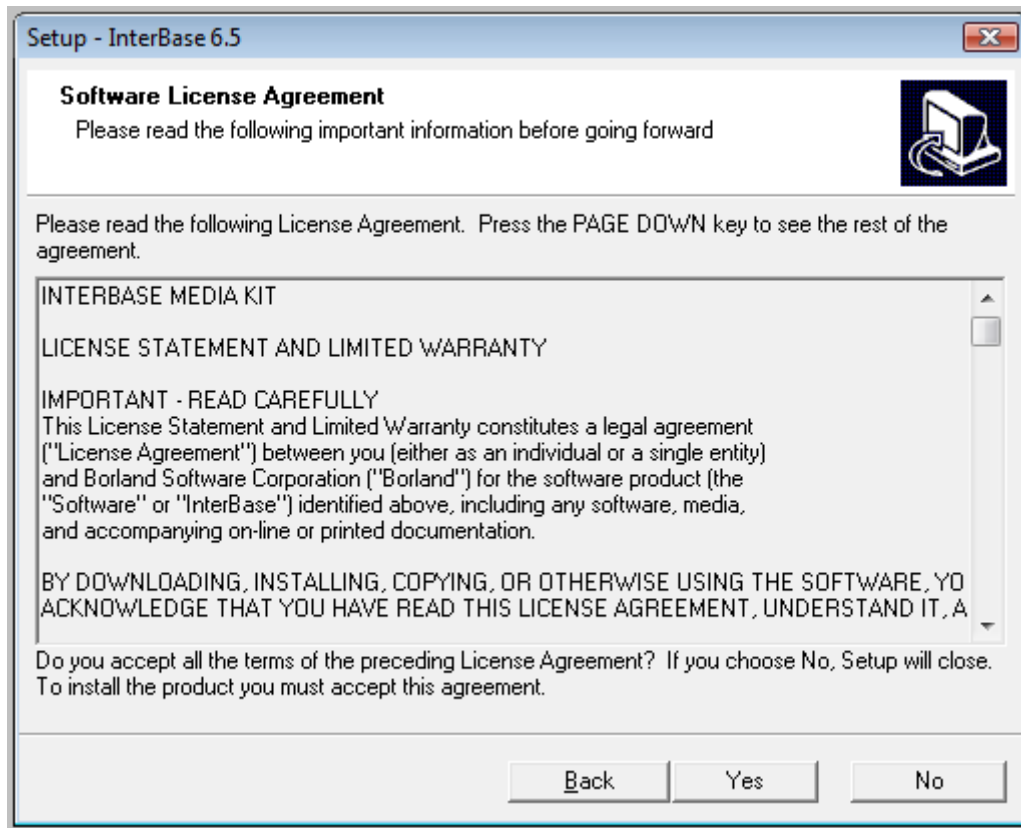 Setup - InterBase 6.5
Software License Agreement
Please read the following important information before going forward
Please read the following License Agreement.  Press the PAGE DOWN key to see the rest of the
agreement.
INTERBASE MEDIA KIT
LICENSE STATEMENT AND LIMITED WARRANTY
IMPORTANT - READ CAREFULLY
This License Statement and Limited Warranty constitutes a legal agreement
("License Agreement") between you (either as an individual or a single entity)
and Borland Software Corporation ("Borland") for the software product (the
"Software" or "InterBase") identified above, including any software, media,
and accompanying on-line or printed documentation.
BY DOWNLOADING, INSTALLING, COPYING, OR OTHERWISE USING THE SOFTWARE, YO
ACKNOWLEDGE THAT YOU HAVE READ THIS LICENSE AGREEMENT, UNDERSTAND IT, A
Do you accept all the terms of the preceding License Agreement?  If you choose No, Setup will close.
To install the product you must accept this agreement.
Back Yes No